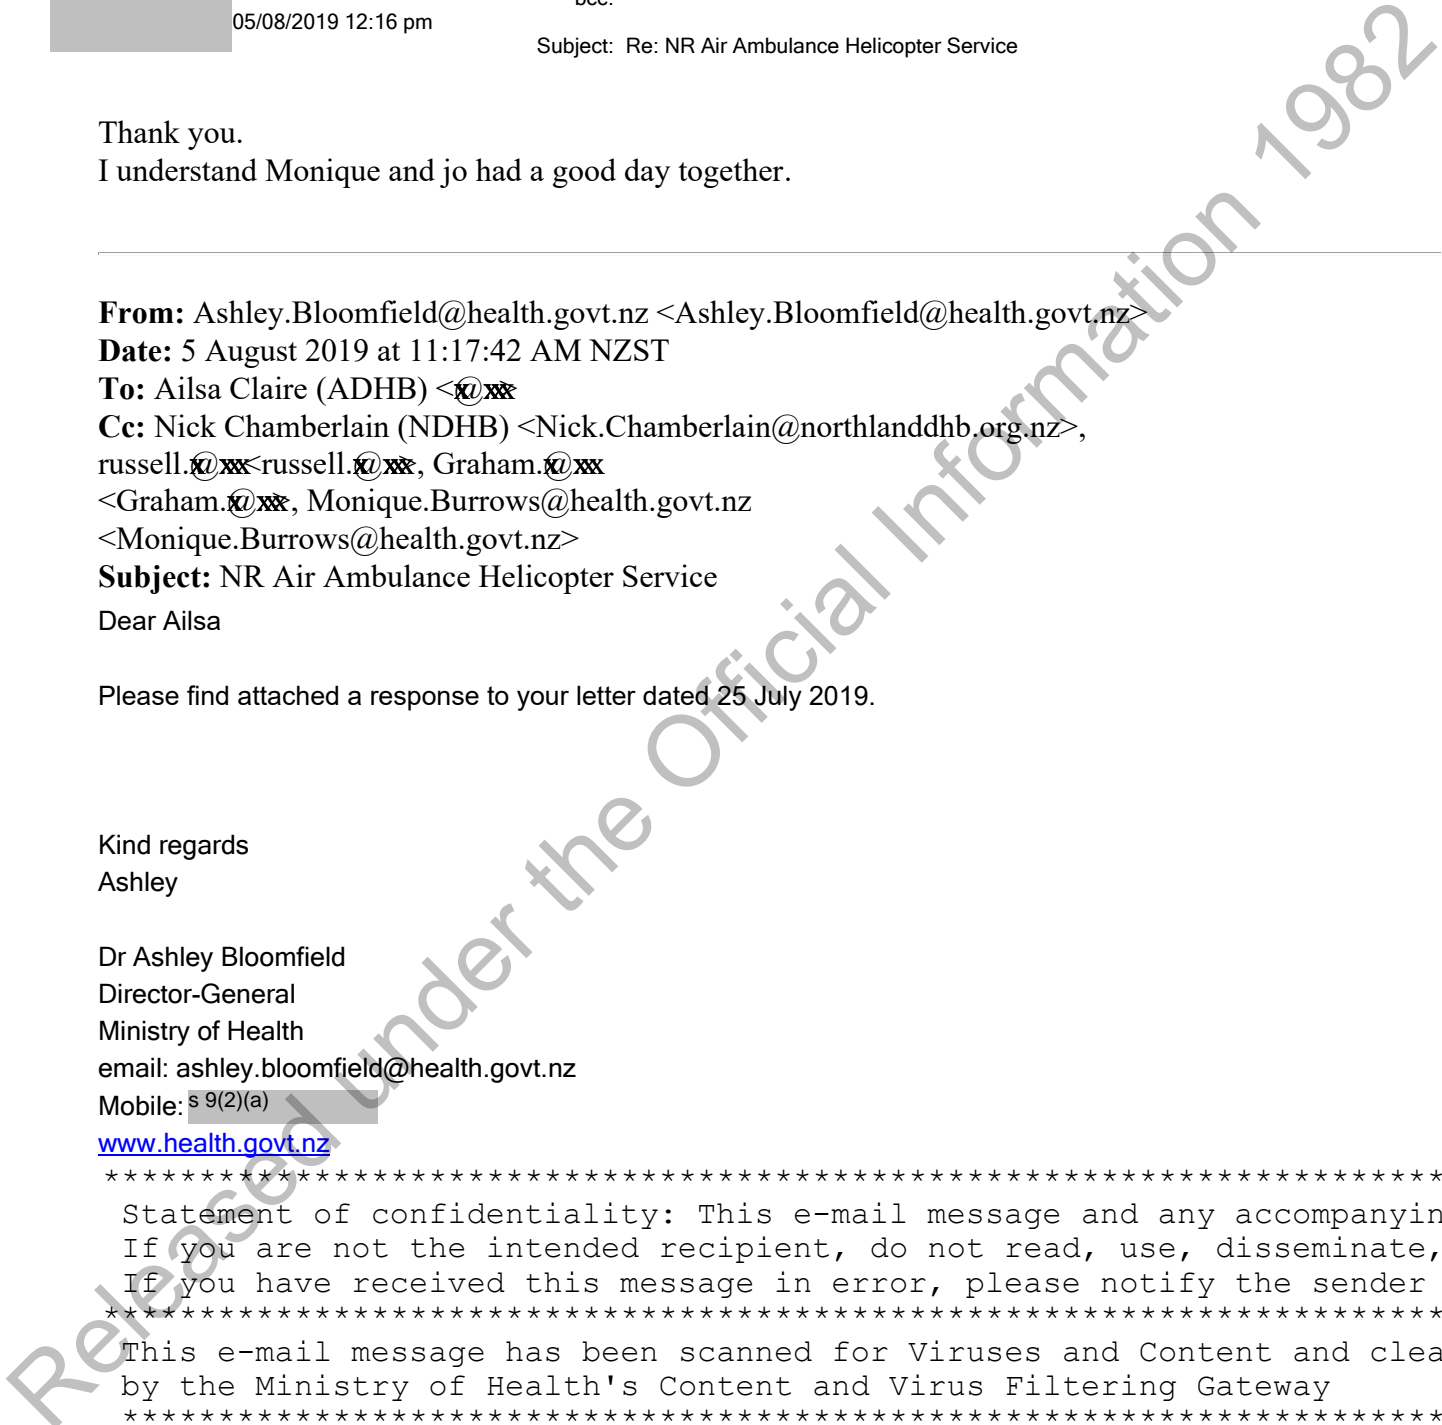 bcc:
05/08/2019 12:16 pm
Subject: Re: NR Air Ambulance Helicopter Service
Thank you.
I understand Monique and jo had a good day together.
From: Ashley.Bloomfield@health.govt.nz <Ashley.Bloomfield@health.govt.nz>
Date: 5 August 2019 at 11:17:42 AM NZST
To: Ailsa Claire (ADHB) <x@xxx>
Cc: Nick Chamberlain (NDHB) <Nick.Chamberlain@northlanddhb.org.nz>,
russell.x@xxx<russell.x@xxx>, Graham.x@xxx
<Graham.x@xxx>, Monique.Burrows@health.govt.nz
<Monique.Burrows@health.govt.nz>
Subject: NR Air Ambulance Helicopter Service
Dear Ailsa
Please find attached a response to your letter dated 25 July 2019.
Kind regards
Ashley
Dr Ashley Bloomfield
Director-General
Ministry of Health
email: ashley.bloomfield@health.govt.nz
Mobile: s 9(2)(a)
www.health.govt.nz
**********************************************************************
Statement of confidentiality: This e-mail message and any accompanyin
If you are not the intended recipient, do not read, use, disseminate,
If you have received this message in error, please notify the sender
**********************************************************************
This e-mail message has been scanned for Viruses and Content and clea
by the Ministry of Health's Content and Virus Filtering Gateway
*********************************************************************
Released under the Official Information 1982